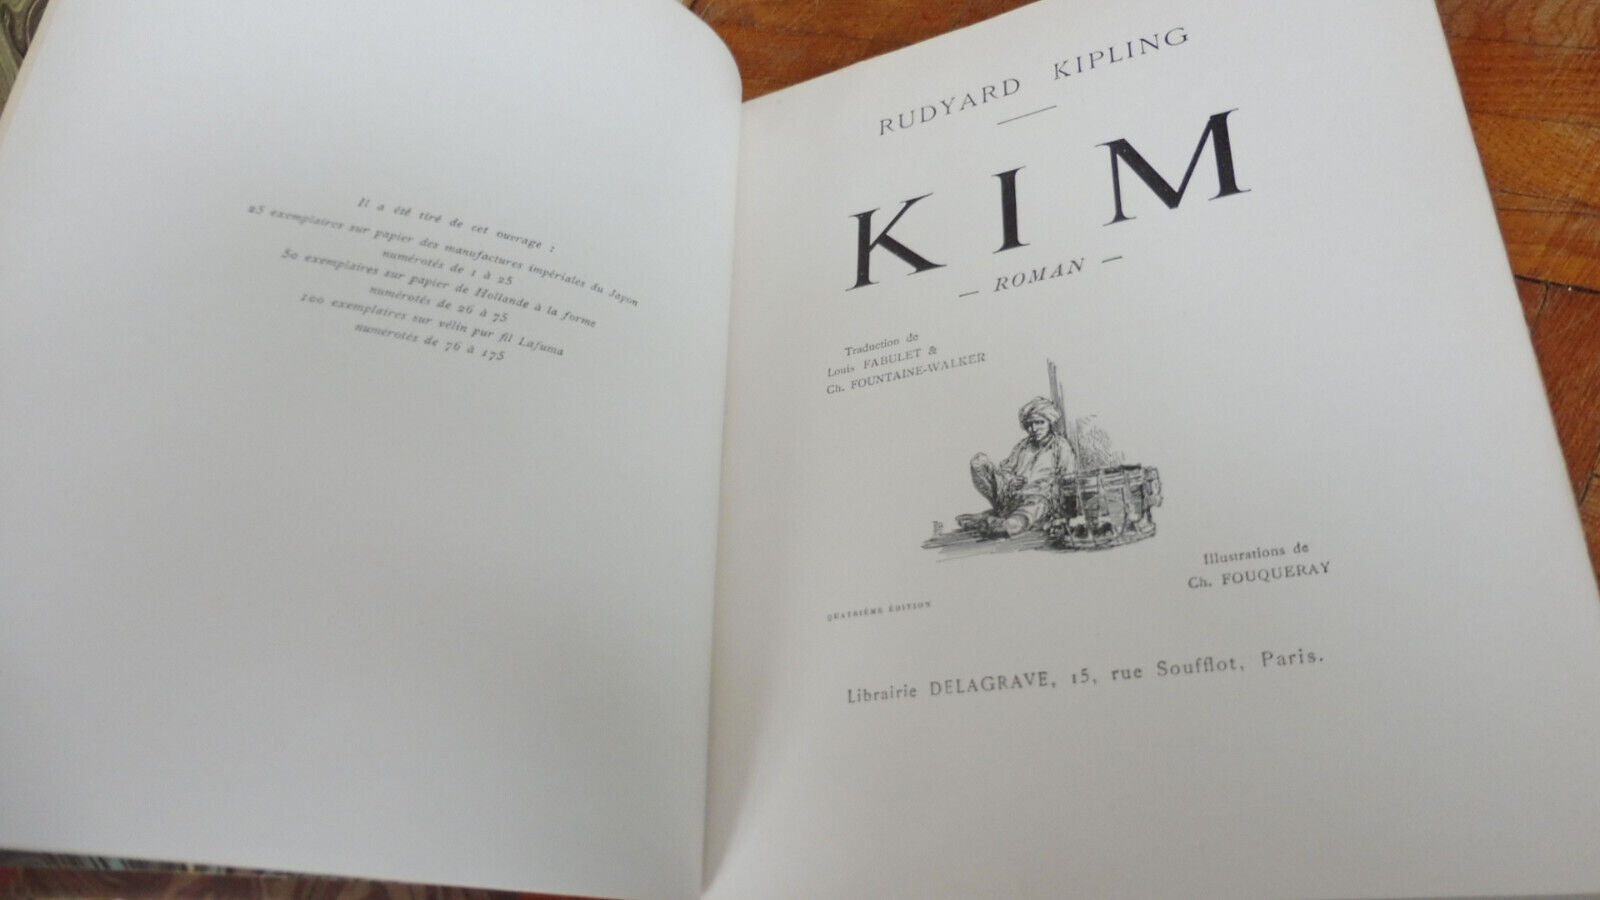 Il a été tiré de cet ouvrage :
25 exemplaires sur papier des manufactures impériales du Japon
numérotés de 1 à 25
50 exemplaires sur papier de Hollande à la forme
numérotés de 26 à 75
100 exemplaires sur vélin pur fil Lafuma
numérotés de 76 à 175
RUDYARD KIPLING
KIM
— ROMAN —
Traduction de
Louis FABULET &
Ch. FOUNTAINE-WALKER
Illustrations de
Ch. FOUQUERAY
QUATRIÈME ÉDITION
Librairie DELAGRAVE, 15, rue Soufflot, Paris.